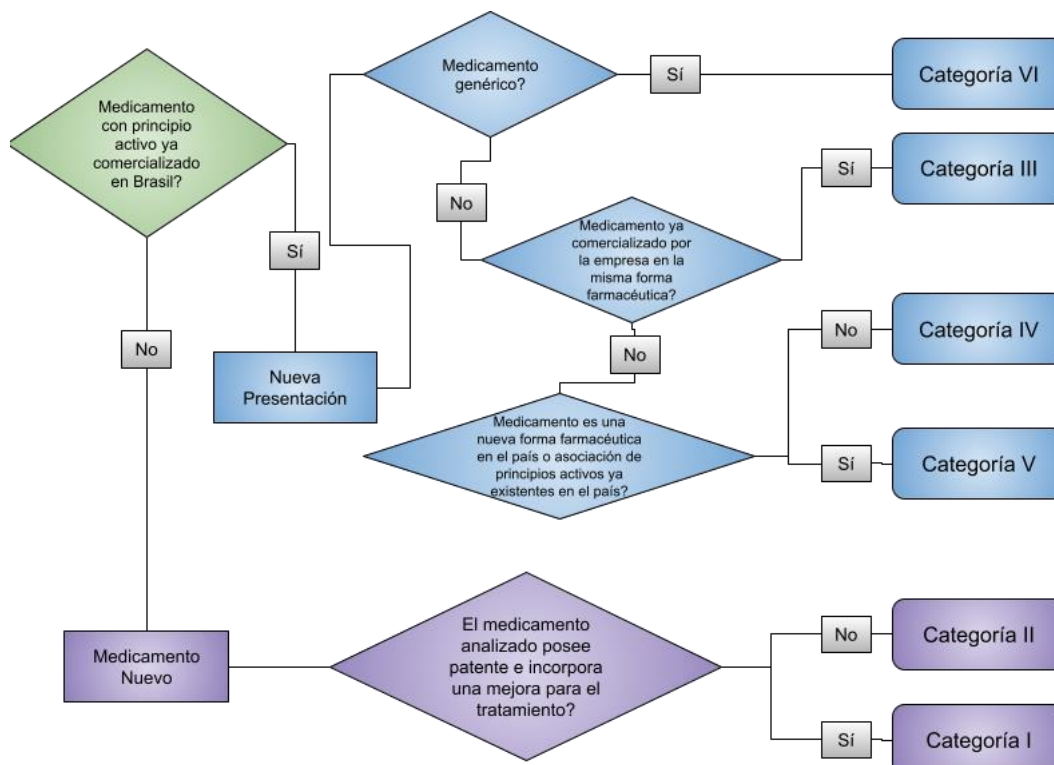 Medicamento
con principio
activo ya
comercializado
en Brasil?
Sí
No
Nueva
Presentación
Medicamento
genérico?
Sí
Categoría VI
No
Medicamento ya
comercializado por
la empresa en la
misma forma
farmacéutica?
Sí
Categoría III
No
Medicamento es una
nueva forma farmacéutica
en el país o asociación de
principios activos ya
existentes en el país?
No
Categoría IV
Sí
Categoría V
Medicamento
Nuevo
El medicamento
analizado posee
patente e incorpora
una mejora para el
tratamiento?
No
Categoría II
Sí
Categoría I